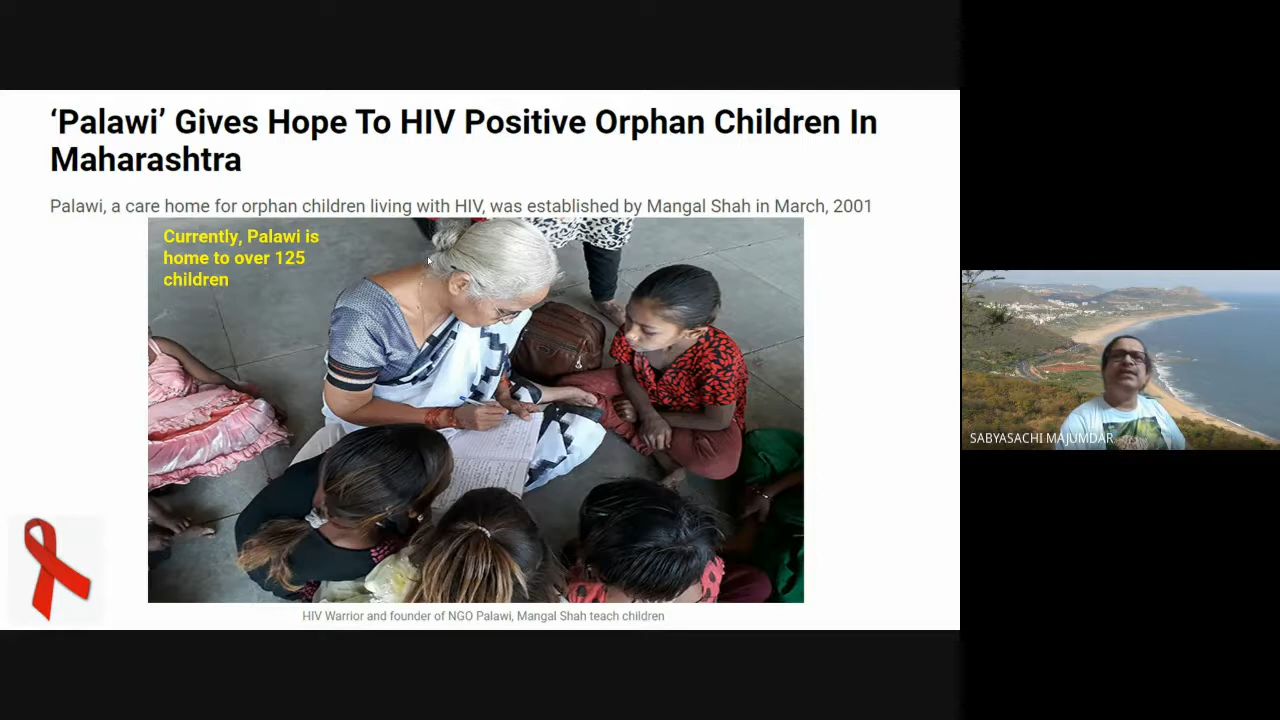 ‘Palawi’ Gives Hope To HIV Positive Orphan Children In
Maharashtra
Palawi, a care home for orphan children living with HIV, was established by Mangal Shah in March, 2001
Currently, Palawi is
home to over 125
children
HIV Warrior and founder of NGO Palawi, Mangal Shah teach children
SABYASACHI MAJUMDAR